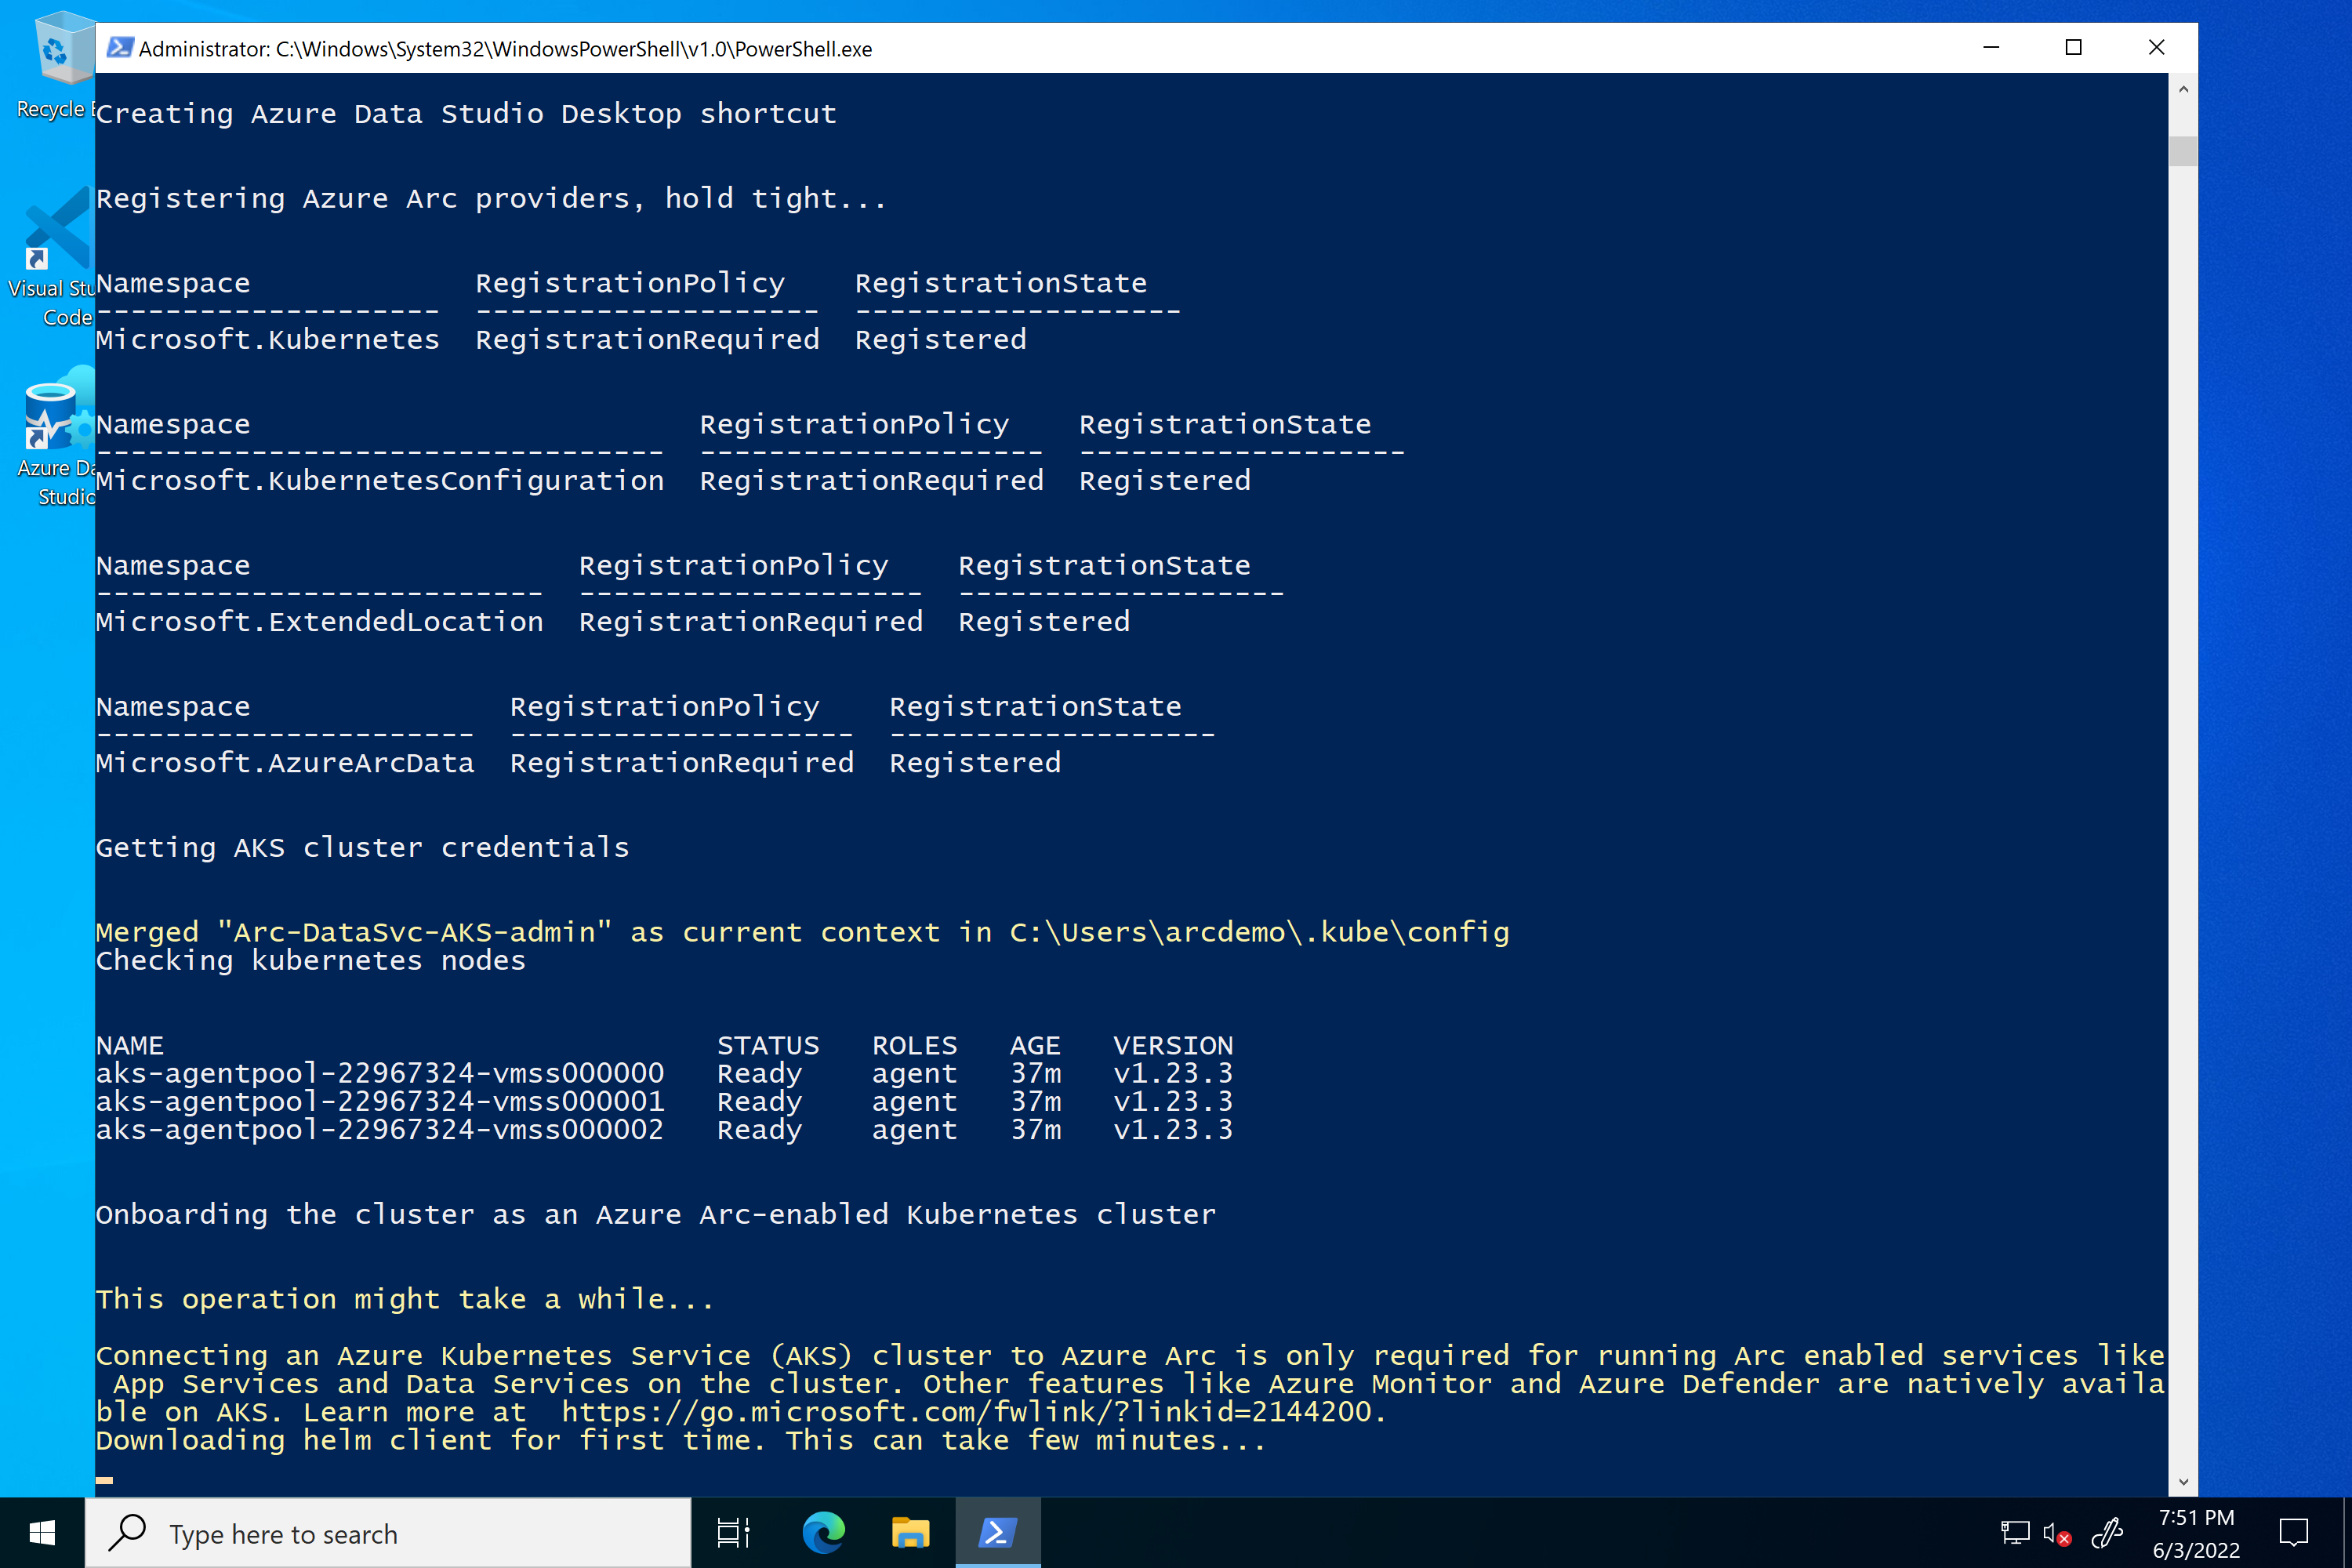 Administrator: C:\Windows\System32\WindowsPowerShell\v1.0\PowerShell.exe
Recycle
Visual Stu
Code
Azure Da
Studio
Creating Azure Data Studio Desktop shortcut
Registering Azure Arc providers, hold tight...
Namespace RegistrationPolicy RegistrationState
-------------------- -------------------- -------------------
Microsoft.Kubernetes RegistrationRequired Registered
Namespace RegistrationPolicy RegistrationState
--------------------------------- -------------------- -------------------
Microsoft.KubernetesConfiguration RegistrationRequired Registered
Namespace RegistrationPolicy RegistrationState
-------------------------- -------------------- -------------------
Microsoft.ExtendedLocation RegistrationRequired Registered
Namespace RegistrationPolicy RegistrationState
---------------------- -------------------- -------------------
Microsoft.AzureArcData RegistrationRequired Registered
Getting AKS cluster credentials
Merged "Arc-DataSvc-AKS-admin" as current context in C:\Users\arcdemo\.kube\config
Checking kubernetes nodes
NAME STATUS ROLES AGE VERSION
aks-agentpool-22967324-vmss000000 Ready agent 37m v1.23.3
aks-agentpool-22967324-vmss000001 Ready agent 37m v1.23.3
aks-agentpool-22967324-vmss000002 Ready agent 37m v1.23.3
Onboarding the cluster as an Azure Arc-enabled Kubernetes cluster
This operation might take a while...
Connecting an Azure Kubernetes Service (AKS) cluster to Azure Arc is only required for running Arc enabled services like
App Services and Data Services on the cluster. Other features like Azure Monitor and Azure Defender are natively availa
ble on AKS. Learn more at  https://go.microsoft.com/fwlink/?linkid=2144200.
Downloading helm client for first time. This can take few minutes...
Type here to search
7:51 PM
6/3/2022